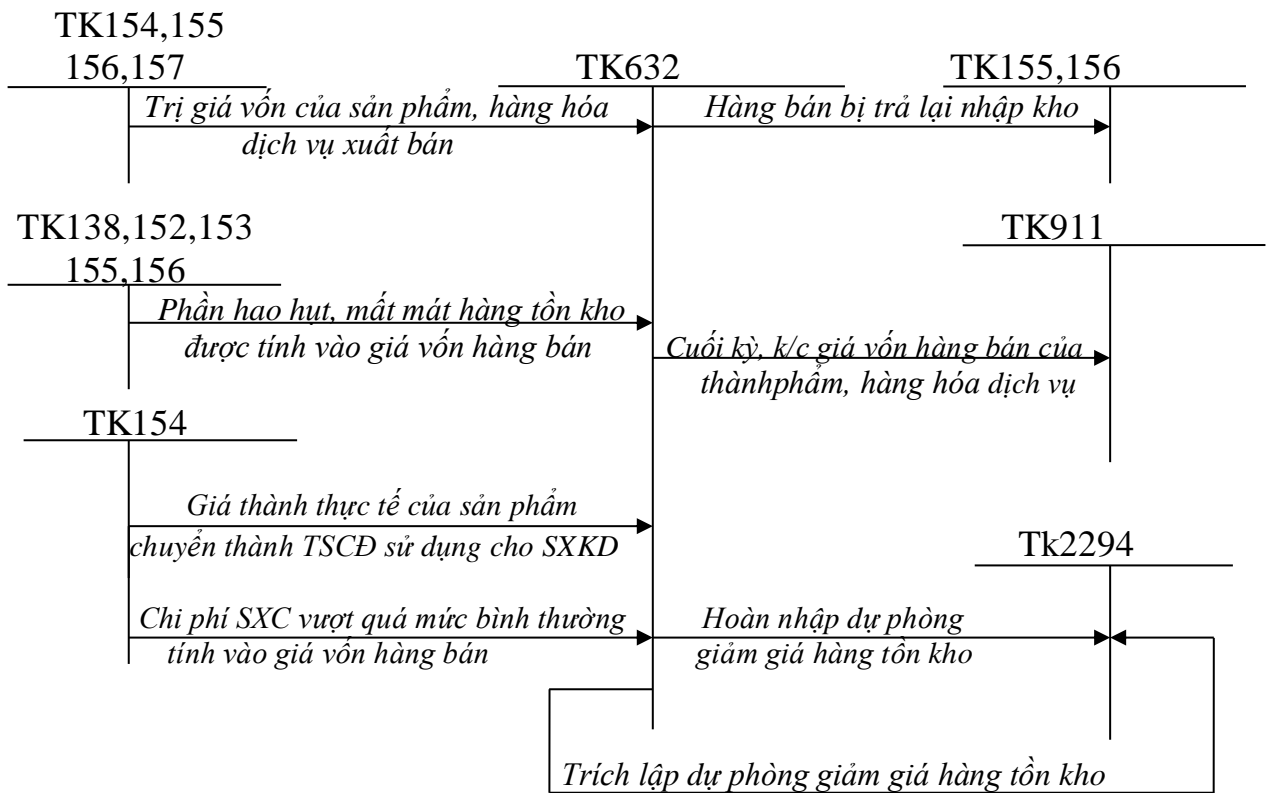 TK154,155
156,157
TK632
TK155,156
Trị giá vốn của sản phẩm, hàng hóa
dịch vụ xuất bán
Hàng bán bị trả lại nhập kho
TK138,152,153
155,156
TK911
Phần hao hụt, mất mát hàng tồn kho
được tính vào giá vốn hàng bán
Cuối kỳ, k/c giá vốn hàng bán của
thànhphẩm, hàng hóa dịch vụ
TK154
Giá thành thực tế của sản phẩm
chuyển thành TSCĐ sử dụng cho SXKD
Tk2294
Chi phí SXC vượt quá mức bình thường
tính vào giá vốn hàng bán
Hoàn nhập dự phòng
giảm giá hàng tồn kho
Trích lập dự phòng giảm giá hàng tồn kho